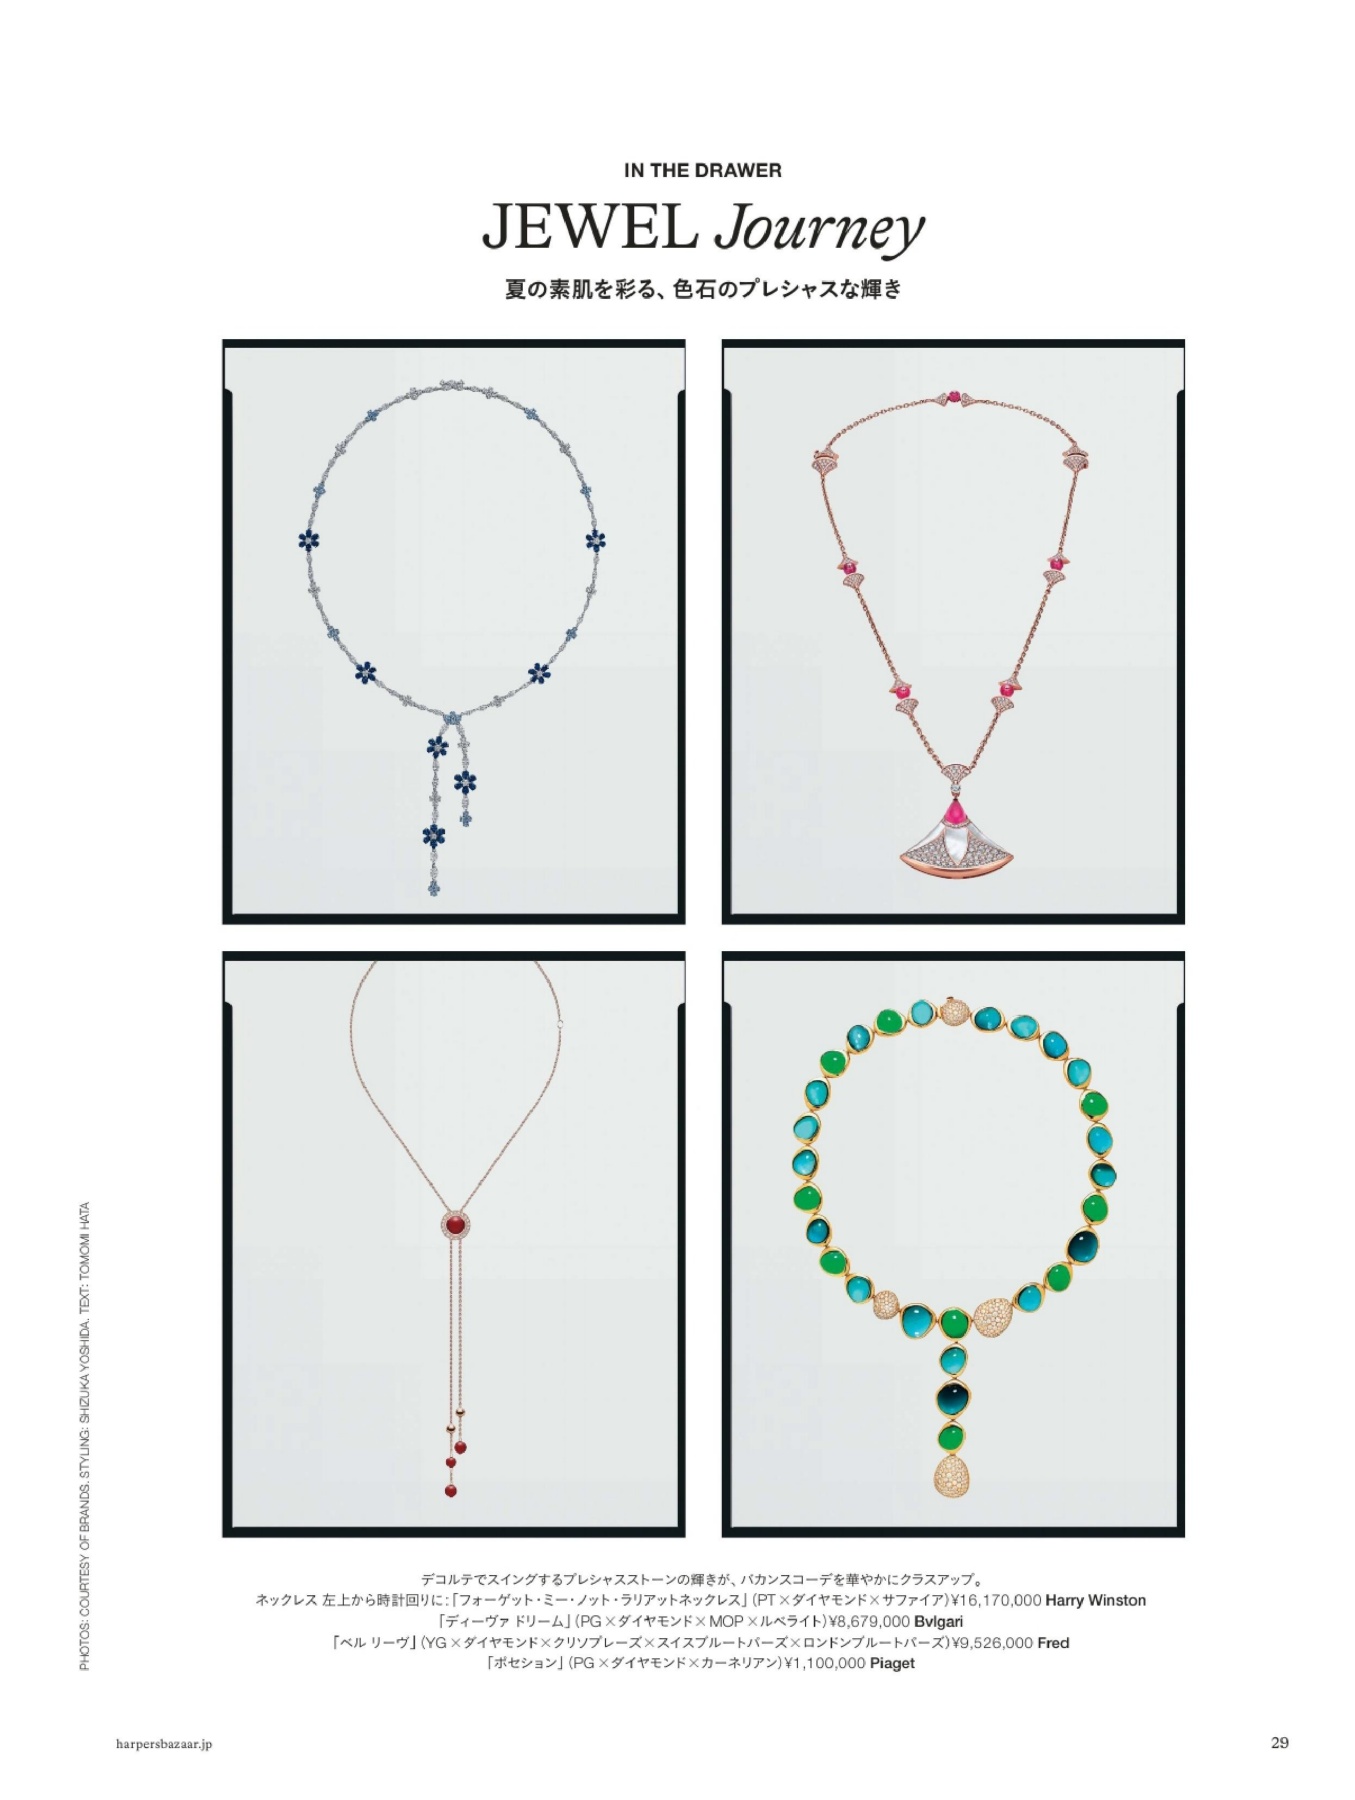 IN THE DRAWER
JEWEL Journey
夏の素肌を彩る、色石のプレシャスな輝き
デコルテでスイングするプレシャスストーンの輝きが、バカンスコーデを華やかにクラスアップ。
ネックレス 左上から時計回りに：「フォーゲット・ミー・ノット・ラリアットネックレス」（PT×ダイヤモンド×サファイア）¥16,170,000 Harry Winston
「ディーヴァ ドリーム」（PG×ダイヤモンド×MOP×ルベライト）¥8,679,000 Bvlgari
「ベル リーヴ」（YG×ダイヤモンド×クリソプレーズ×スイスブルートパーズ×ロンドンブルートパーズ）¥9,526,000 Fred
「ポセション」（PG×ダイヤモンド×カーネリアン）¥1,100,000 Piaget
PHOTOS: COURTESY OF BRANDS. STYLING: SHIZUKA YOSHIDA. TEXT: TOMOMI HATA
harpersbazaar.jp
29